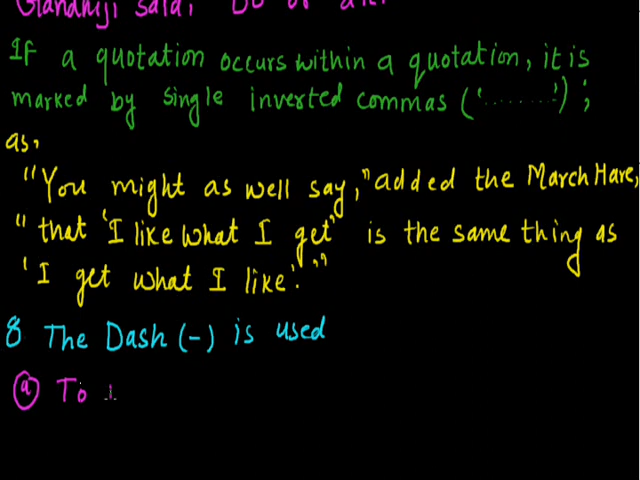 Gandhiji said,
If a quotation occurs within a quotation, it is
marked by single inverted commas ('.......');
as,
"You might as well say," added the March Hare,
"that 'I like what I get' is the same thing as
'I get what I like'."
8 The Dash (-) is used
(a) To